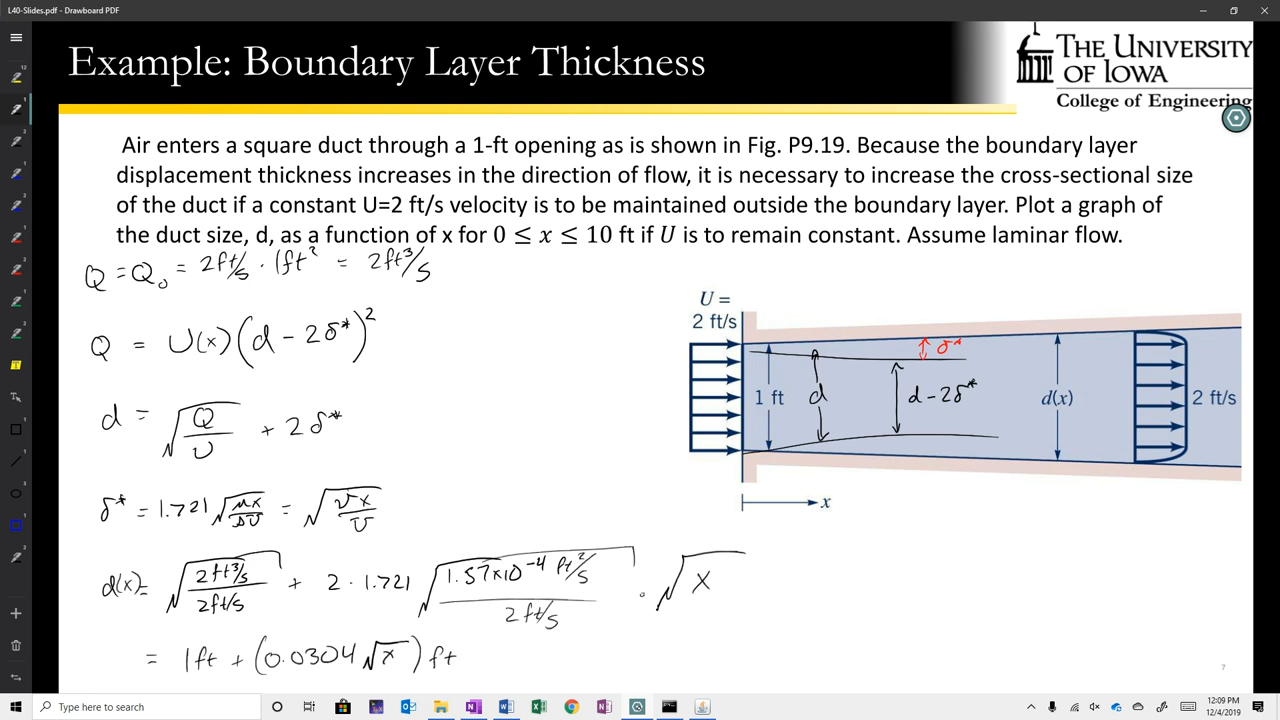 L40-Slides.pdf - Drawboard PDF
Example: Boundary Layer Thickness
THE UNIVERSITY
OF IOWA
College of Engineering
Air enters a square duct through a 1-ft opening as is shown in Fig. P9.19. Because the boundary layer
displacement thickness increases in the direction of flow, it is necessary to increase the cross-sectional size
of the duct if a constant U=2 ft/s velocity is to be maintained outside the boundary layer. Plot a graph of
the duct size, d, as a function of x for 0 ≤ x ≤ 10 ft if U is to remain constant. Assume laminar flow.
Q = Q₀ = 2ft/s · 1ft² = 2ft³/s
Q = U(x)(d - 2δ*)²
d = √(Q/U) + 2δ*
δ* = 1.721 √(μx/ρU) = √(νx/U)
d(x) = √(2ft³/s / 2ft/s) + 2 · 1.721 √(1.57x10⁻⁴ ft²/s / 2ft/s) · √x
= 1ft + (0.0304 √x) ft
U =
2 ft/s
1 ft
d
δ*
d - 2δ*
d(x)
2 ft/s
x
7
Type here to search
12:09 PM
12/4/2019